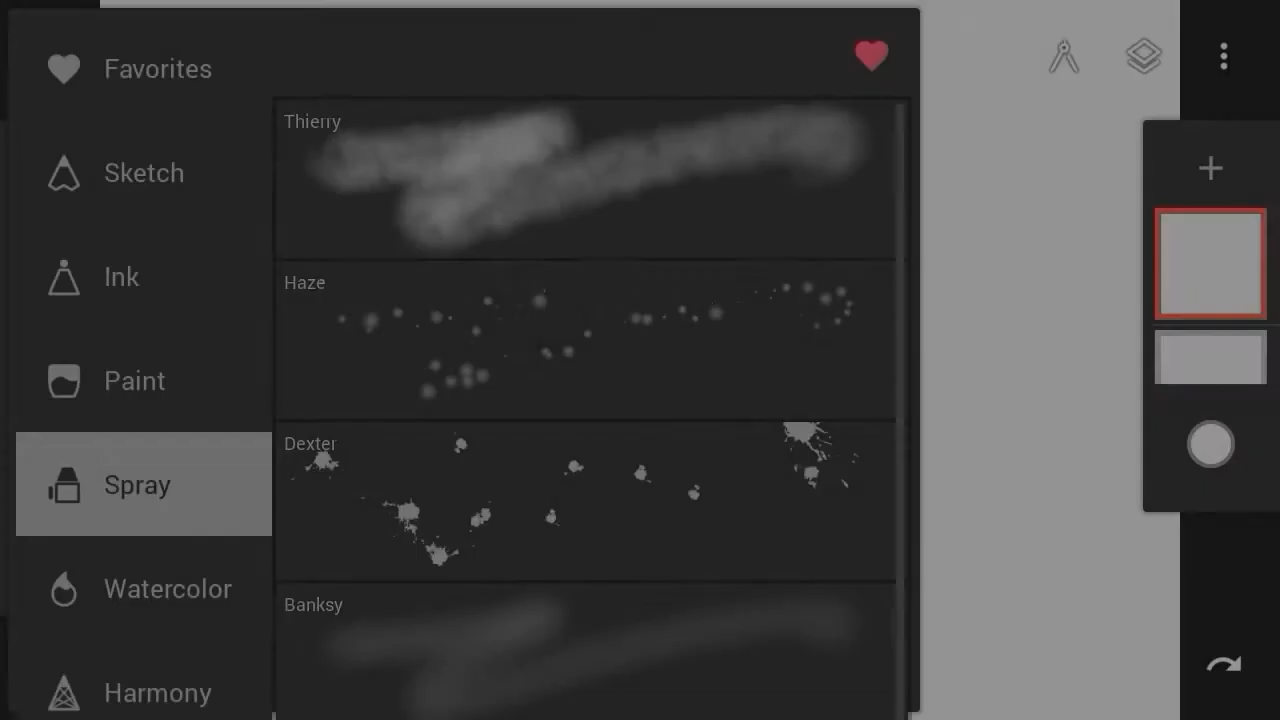 Favorites
Sketch
Ink
Paint
Spray
Watercolor
Harmony
Thierry
Haze
Dexter
Banksy